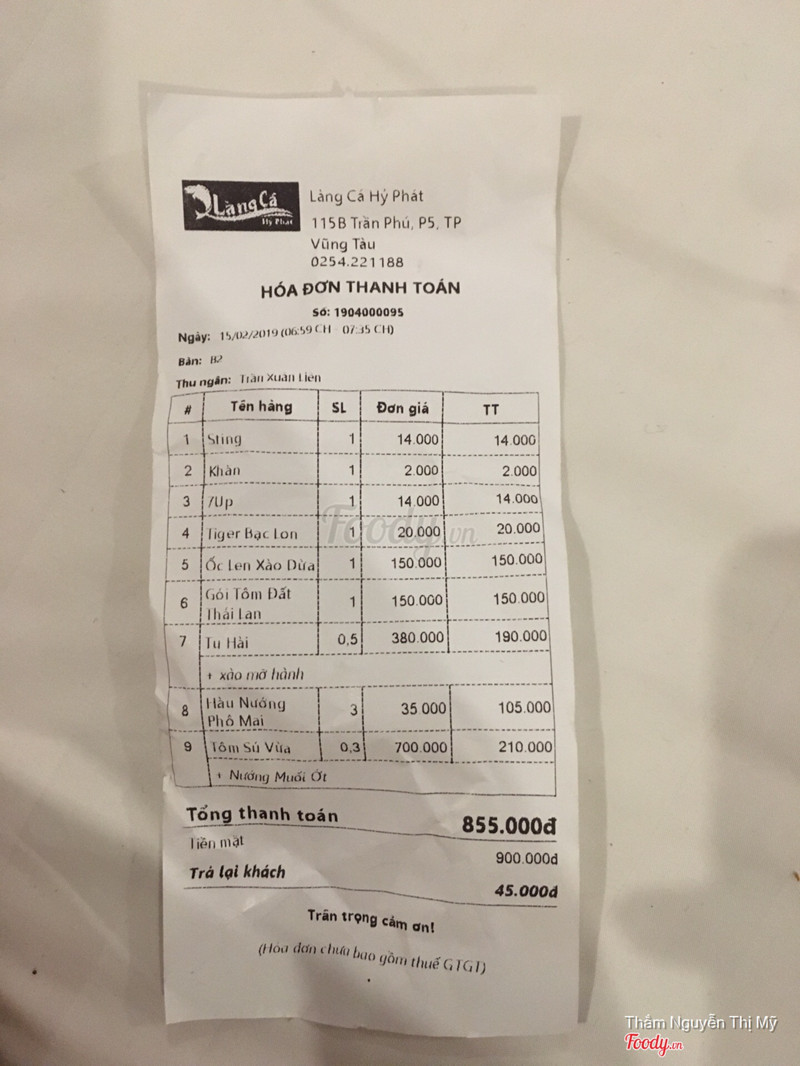 Làng Cá
Hỷ Phát
Làng Cá Hỷ Phát
115B Trần Phú, P5, TP
Vũng Tàu
0254.221188
HÓA ĐƠN THANH TOÁN
Số: 1904000095
Ngày: 15/02/2019 (06:59 CH - 07:35 CH)
Bàn: B2
Thu ngân: Trần Xuân Liên
# Tên hàng SL Đơn giá TT
1 Sting 1 14.000 14.000
2 Khăn 1 2.000 2.000
3 7Up 1 14.000 14.000
4 Tiger Bạc Lon 1 20.000 20.000
5 Ốc Len Xào Dừa 1 150.000 150.000
6 Gỏi Tôm Đất Thái Lan 1 150.000 150.000
7 Tu Hài 0,5 380.000 190.000
+ xào mỡ hành
8 Hàu Nướng Phô Mai 3 35.000 105.000
9 Tôm Sú Vừa 0,3 700.000 210.000
+ Nướng Muối Ớt
Tổng thanh toán 855.000đ
Tiền mặt 900.000đ
Trả lại khách 45.000đ
Trân trọng cảm ơn!
(Hóa đơn chưa bao gồm thuế GTGT)
Foody.vn
Thắm Nguyễn Thị Mỹ
Foody.vn